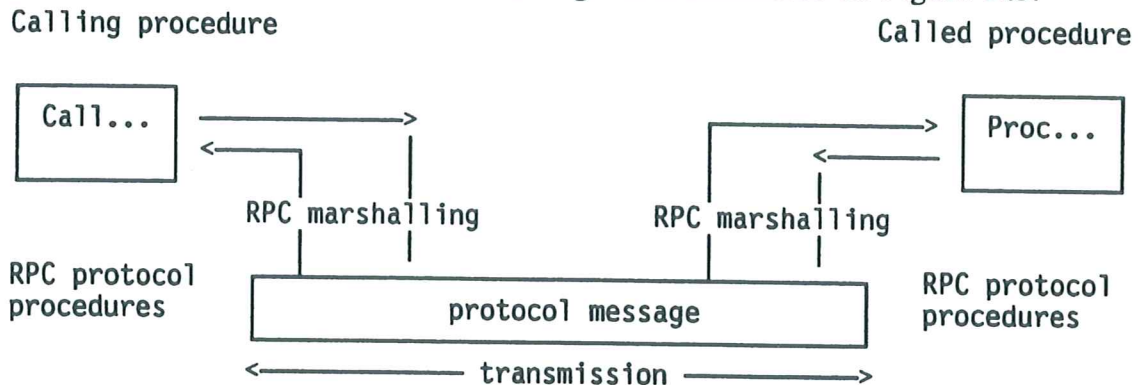 Calling procedure
Called procedure
Call...
Proc...
RPC marshalling
RPC marshalling
RPC protocol
procedures
protocol message
RPC protocol
procedures
transmission